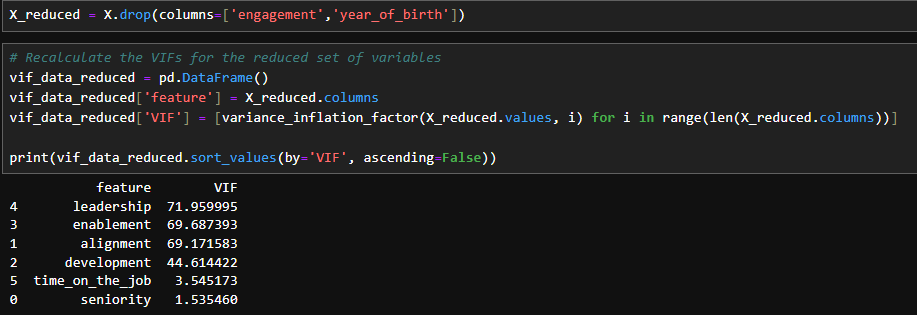 X_reduced = X.drop(columns=['engagement','year_of_birth'])
# Recalculate the VIFs for the reduced set of variables
vif_data_reduced = pd.DataFrame()
vif_data_reduced['feature'] = X_reduced.columns
vif_data_reduced['VIF'] = [variance_inflation_factor(X_reduced.values, i) for i in range(len(X_reduced.columns))]
print(vif_data_reduced.sort_values(by='VIF', ascending=False))
feature VIF
4 leadership 71.959995
3 enablement 69.687393
1 alignment 69.171583
2 development 44.614422
5 time_on_the_job 3.545173
0 seniority 1.535460